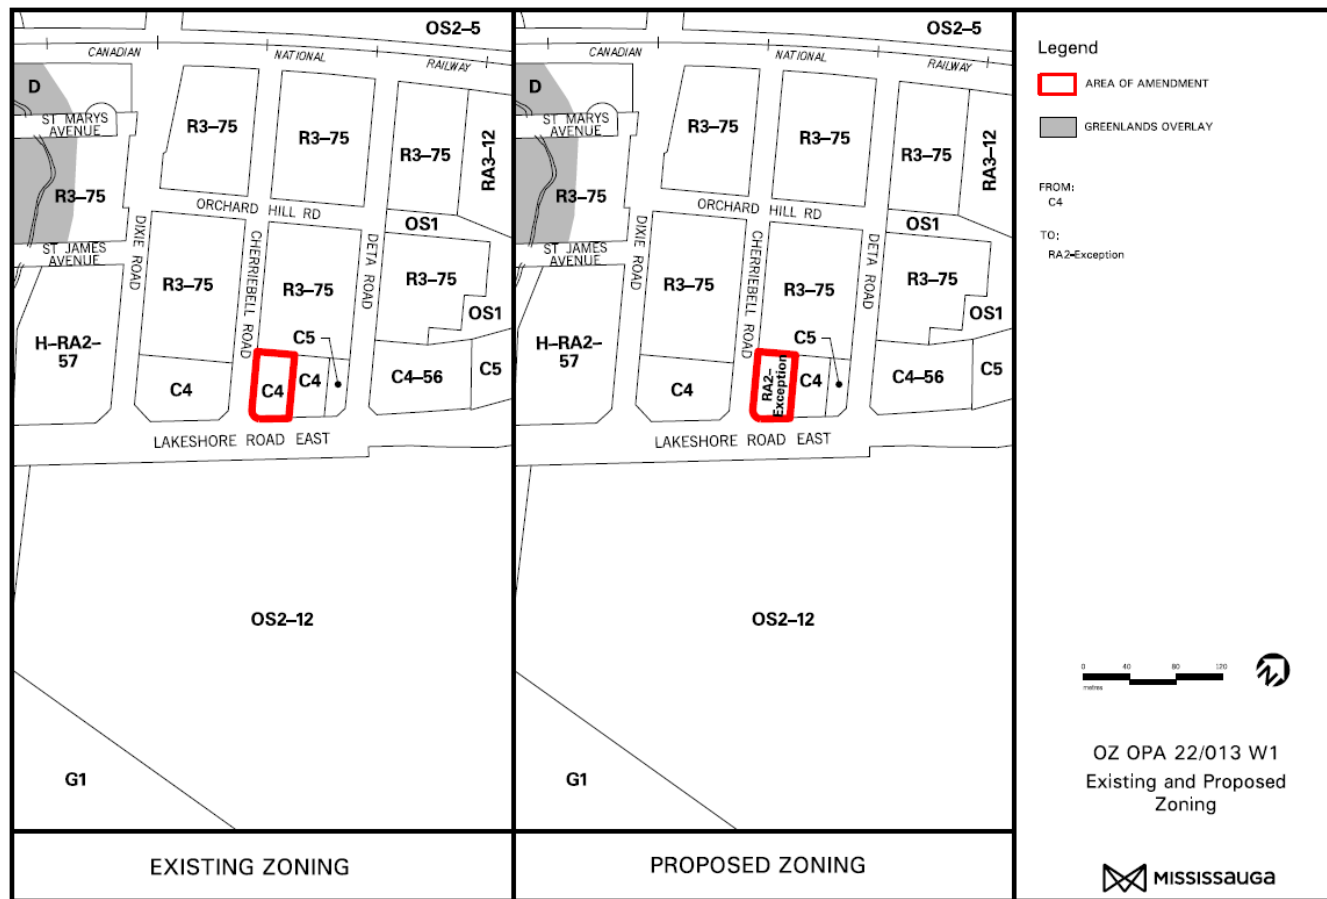 OS2–5
CANADIAN NATIONAL RAILWAY
D
ST MARYS
AVENUE
R3–75
R3–75
R3–75
RA3–12
R3–75
ORCHARD HILL RD
OS1
ST JAMES
AVENUE
DIXIE ROAD
CHERRIEBELL ROAD
DETA ROAD
R3–75
R3–75
R3–75
OS1
H–RA2–
57
C5
C4
C4
C4
C4–56
C5
LAKESHORE ROAD EAST
OS2–12
G1
EXISTING ZONING
OS2–5
CANADIAN NATIONAL RAILWAY
D
ST MARYS
AVENUE
R3–75
R3–75
R3–75
RA3–12
R3–75
ORCHARD HILL RD
OS1
ST JAMES
AVENUE
DIXIE ROAD
CHERRIEBELL ROAD
DETA ROAD
R3–75
R3–75
R3–75
OS1
H–RA2–
57
C5
C4
RA2–
Exception
C4
C4–56
C5
LAKESHORE ROAD EAST
OS2–12
G1
PROPOSED ZONING
Legend
AREA OF AMENDMENT
GREENLANDS OVERLAY
FROM:
C4
TO:
RA2-Exception
0 40 80 120
metres
N
OZ OPA 22/013 W1
Existing and Proposed
Zoning
MISSISSAUGA